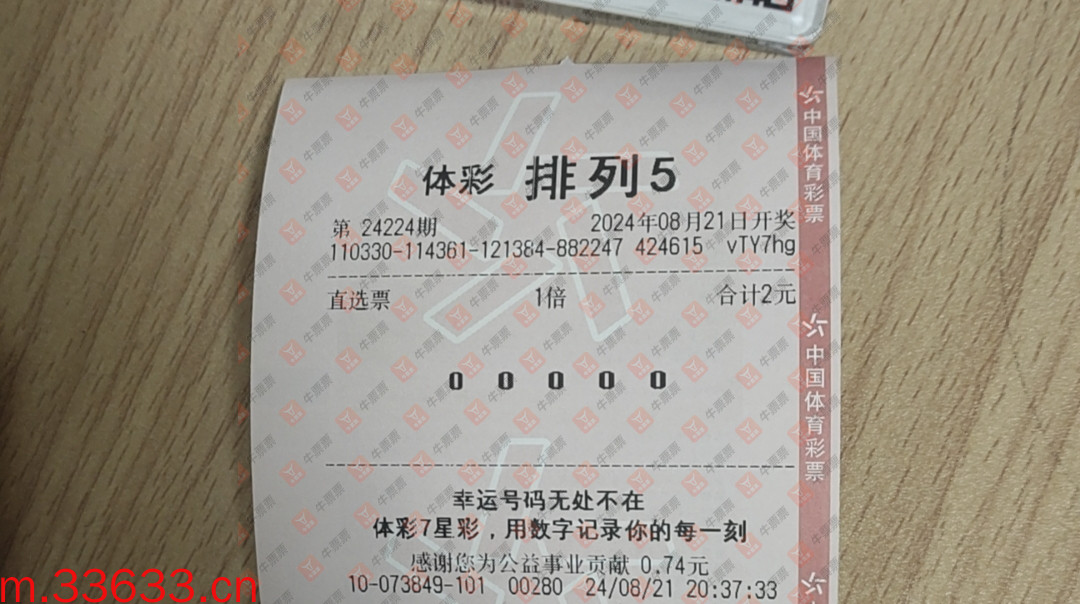 体彩 排列5
第 24224期 2024年08月21日开奖
110330-114361-121384-882247 424615 vTY7hg
直选票 1倍 合计2元
0 0 0 0 0
幸运号码无处不在
体彩7星彩，用数字记录你的每一刻
感谢您为公益事业贡献 0.74元
10-073849-101 00280 24/08/21 20:37:33
中国体育彩票
中国体育彩票
牛票票
m.33633.cn